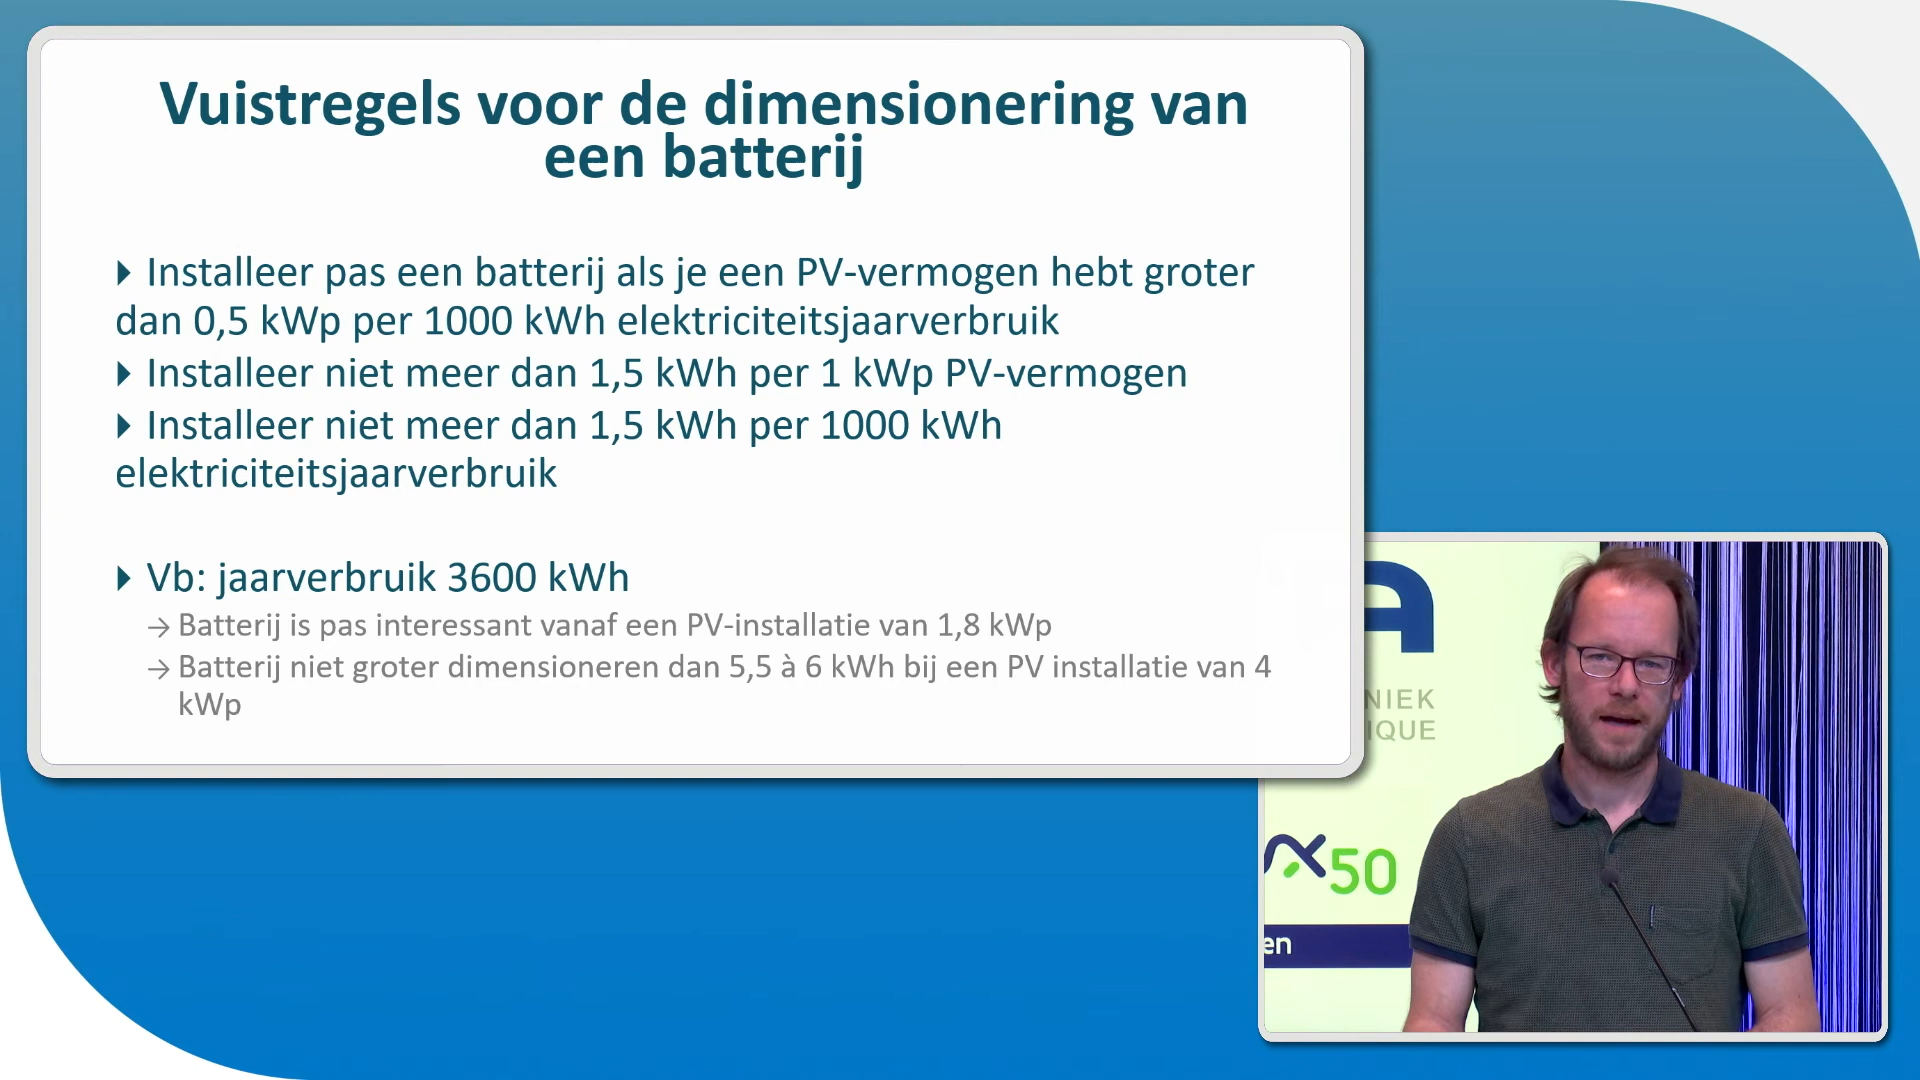 Vuistregels voor de dimensionering van
een batterij
Installeer pas een batterij als je een PV-vermogen hebt groter
dan 0,5 kWp per 1000 kWh elektriciteitsjaarverbruik
Installeer niet meer dan 1,5 kWh per 1 kWp PV-vermogen
Installeer niet meer dan 1,5 kWh per 1000 kWh
elektriciteitsjaarverbruik
Vb: jaarverbruik 3600 kWh
→ Batterij is pas interessant vanaf een PV-installatie van 1,8 kWp
→ Batterij niet groter dimensioneren dan 5,5 à 6 kWh bij een PV installatie van 4
kWp
A
NIEK
IQUE
50
en